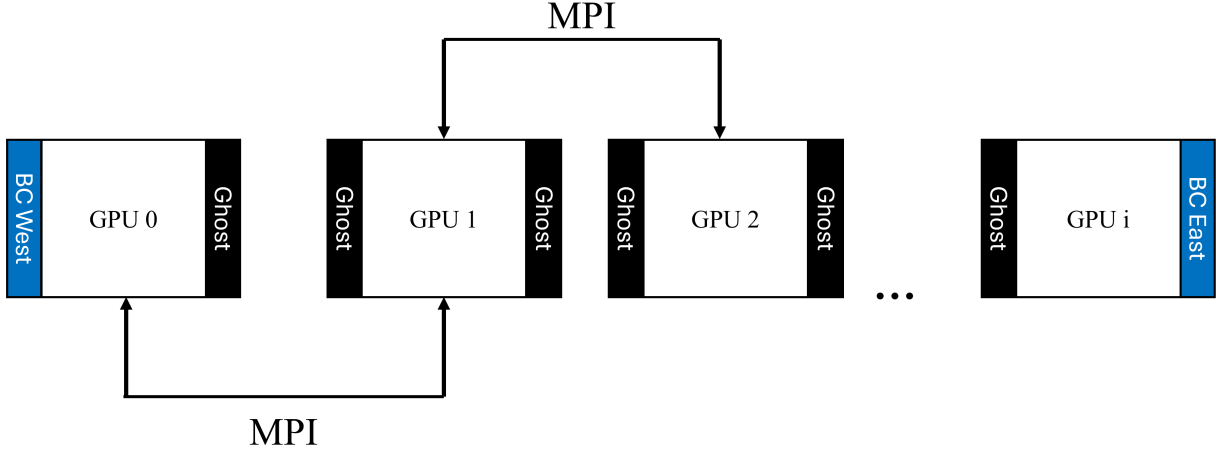 MPI
BC West
GPU 0
Ghost
Ghost
GPU 1
Ghost
Ghost
GPU 2
Ghost
...
Ghost
GPU i
BC East
MPI